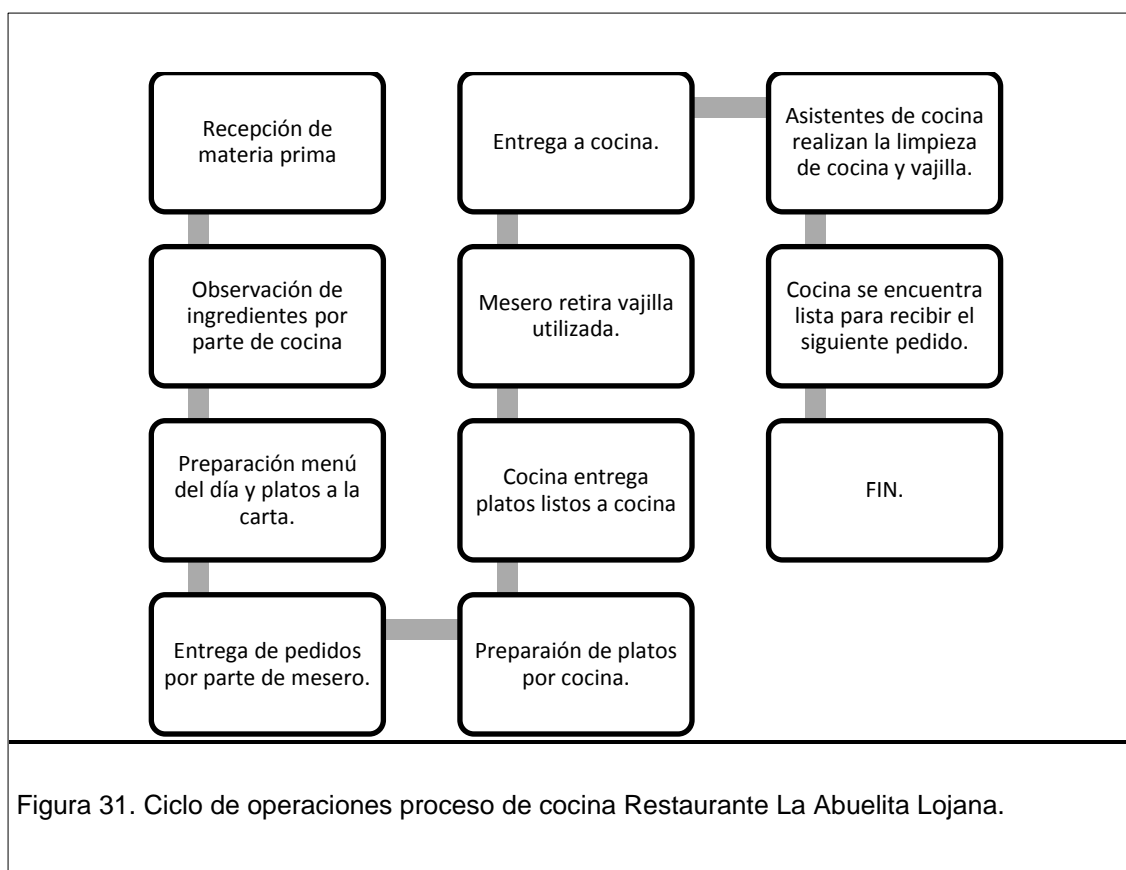 Recepción de
materia prima
Observación de
ingredientes por
parte de cocina
Preparación menú
del día y platos a la
carta.
Entrega de pedidos
por parte de mesero.
Preparaión de platos
por cocina.
Cocina entrega
platos listos a cocina
Mesero retira vajilla
utilizada.
Entrega a cocina.
Asistentes de cocina
realizan la limpieza
de cocina y vajilla.
Cocina se encuentra
lista para recibir el
siguiente pedido.
FIN.
Figura 31. Ciclo de operaciones proceso de cocina Restaurante La Abuelita Lojana.